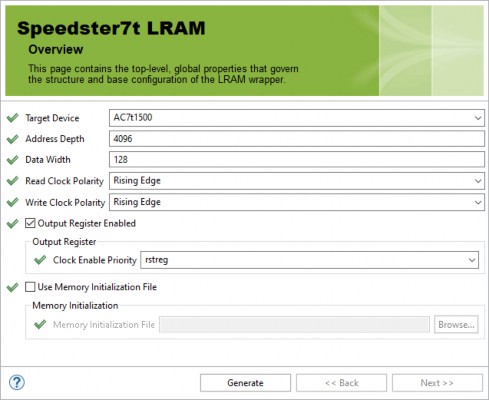 Speedster7t LRAM
Overview
This page contains the top-level, global properties that govern
the structure and base configuration of the LRAM wrapper.
Target Device AC7t1500
Address Depth 4096
Data Width 128
Read Clock Polarity Rising Edge
Write Clock Polarity Rising Edge
Output Register Enabled
Output Register
Clock Enable Priority rstreg
Use Memory Initialization File
Memory Initialization
Memory Initialization File Browse...
? Generate << Back Next >>